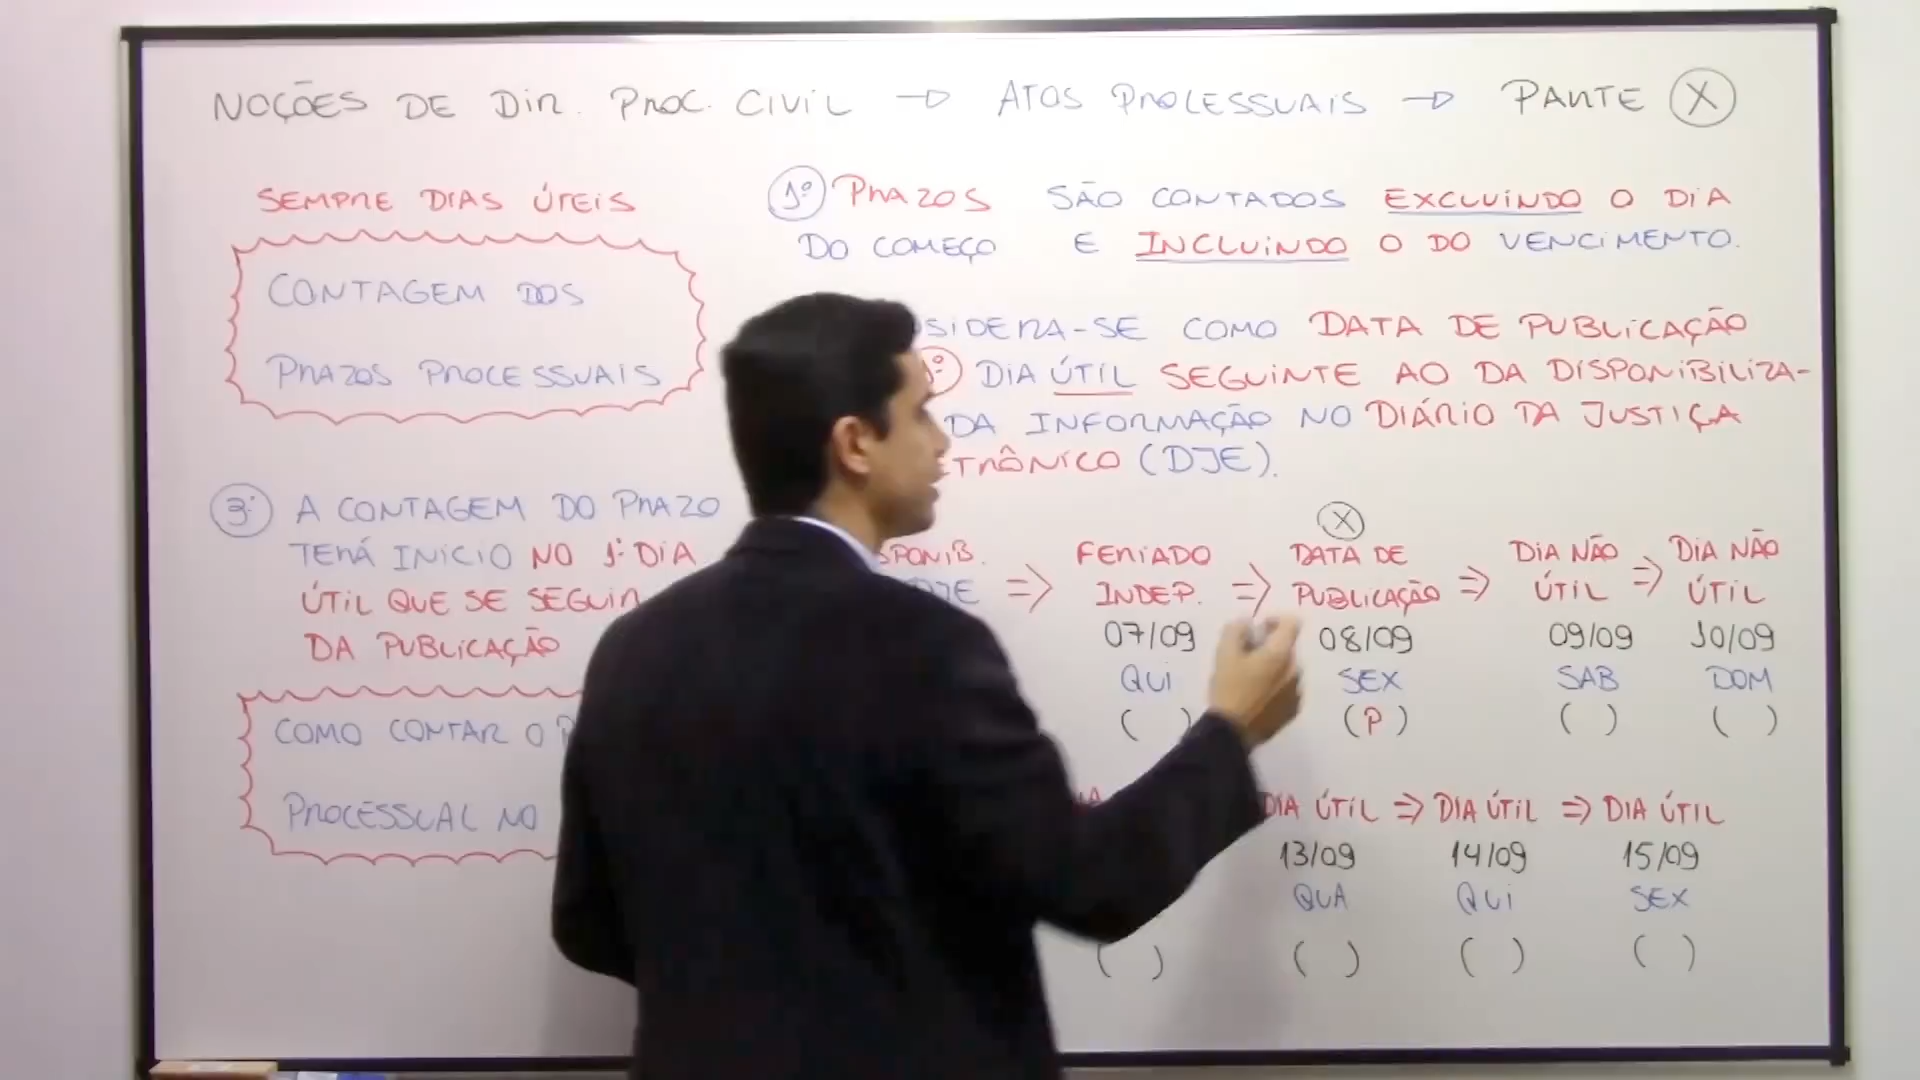 NOÇÕES DE DIR. PROC. CIVIL → ATOS PROCESSUAIS → PARTE X
SEMPRE DIAS ÚTEIS
CONTAGEM DOS
PRAZOS PROCESSUAIS
1º PRAZOS SÃO CONTADOS EXCLUINDO O DIA
DO COMEÇO E INCLUINDO O DO VENCIMENTO.
SIDERA-SE COMO DATA DE PUBLICAÇÃO
º DIA ÚTIL SEGUINTE AO DA DISPONIBILIZA-
DA INFORMAÇÃO NO DIÁRIO DA JUSTIÇA
TRÔNICO (DJE).
3º A CONTAGEM DO PRAZO
TERÁ INÍCIO NO 1º DIA
ÚTIL QUE SE SEGUIR
DA PUBLICAÇÃO
COMO CONTAR O P
PROCESSUAL NO
SPONIB. ⇒ FERIADO ⇒ X DATA DE ⇒ DIA NÃO ⇒ DIA NÃO
DJE INDEP. PUBLICAÇÃO ÚTIL ÚTIL
07/09 08/09 09/09 10/09
QUI SEX SAB DOM
( ) (P) ( ) ( )
DIA ÚTIL ⇒ DIA ÚTIL ⇒ DIA ÚTIL
13/09 14/09 15/09
QUA QUI SEX
( ) ( ) ( ) ( )